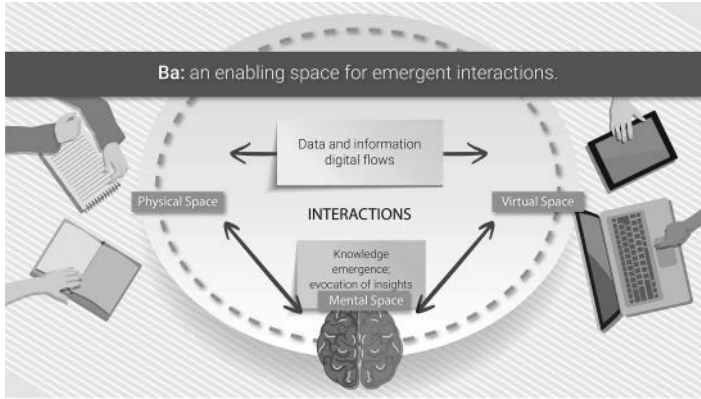 Ba: an enabling space for emergent interactions.
Data and information
digital flows
Physical Space
Virtual Space
INTERACTIONS
Knowledge
emergence;
evocation of insights
Mental Space